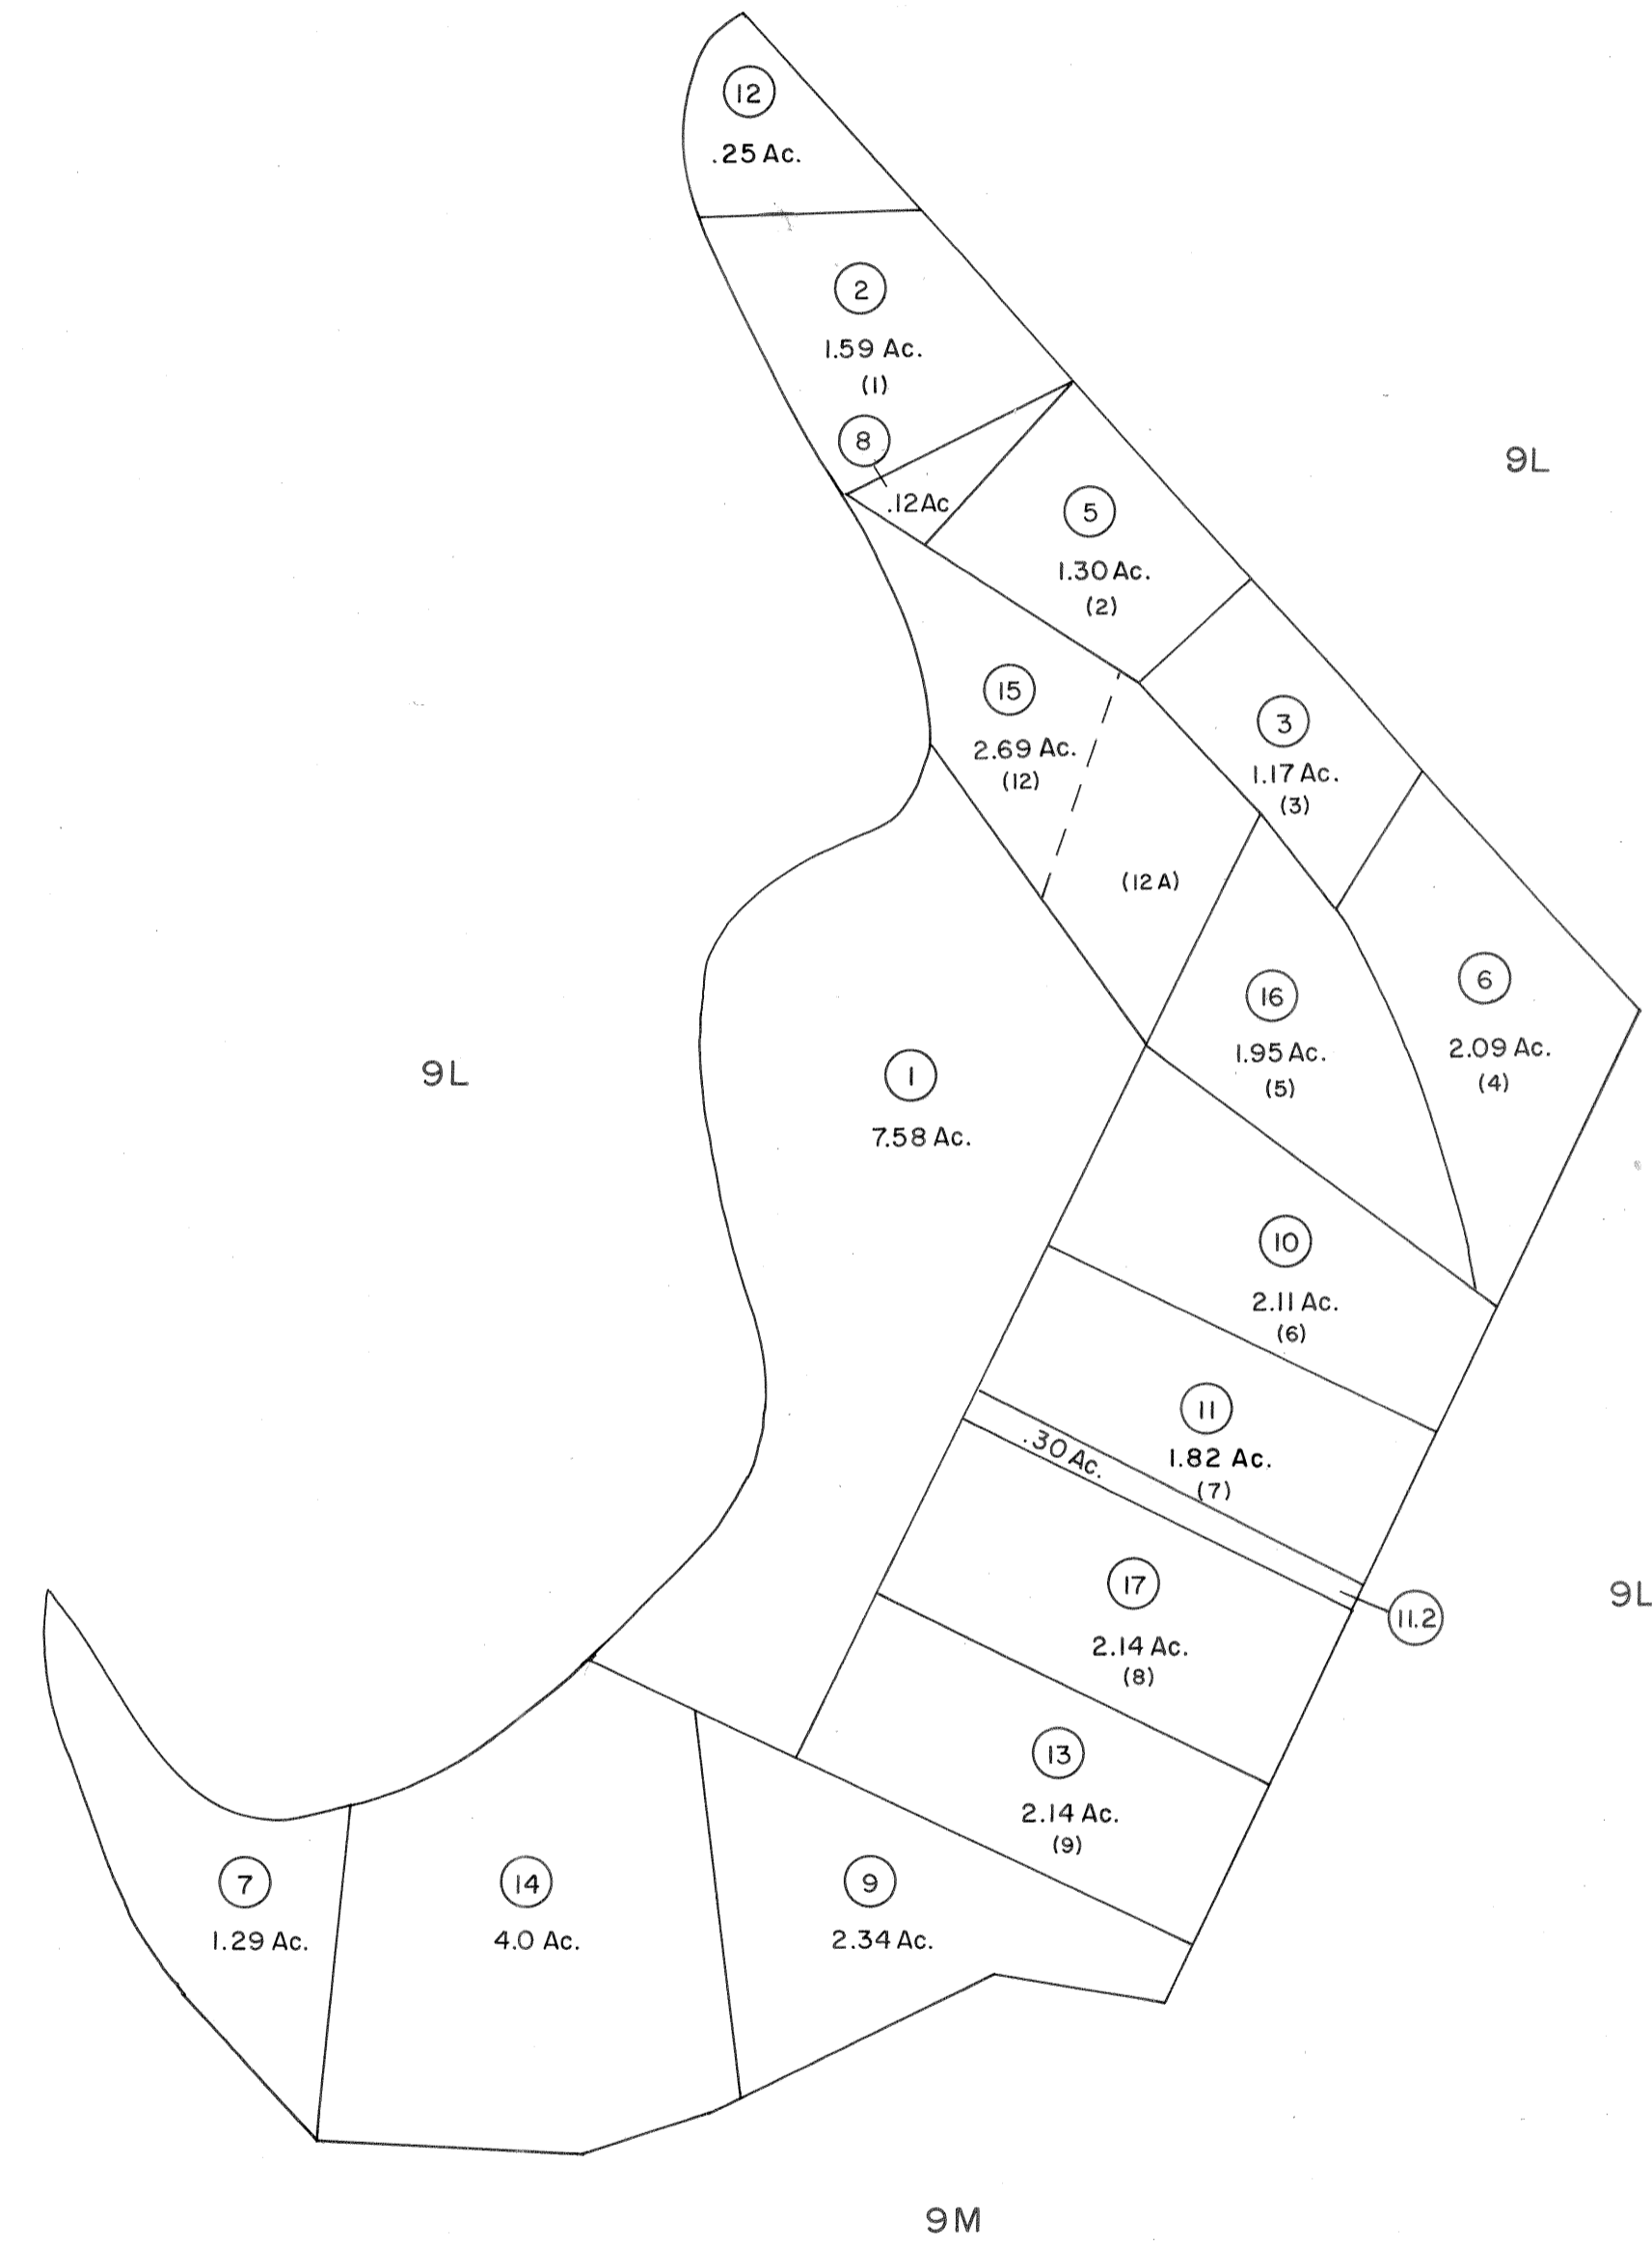 12
.25 Ac.
2
1.59 Ac.
(1)
8
.12Ac
9L
5
1.30 Ac.
(2)
15
2.69 Ac.
(12)
3
1.17 Ac.
(3)
(12 A)
16
1.95 Ac.
(5)
6
2.09 Ac.
(4)
9L
1
7.58 Ac.
10
2.11 Ac.
(6)
11
1.82 Ac.
(7)
.30 Ac.
17
2.14 Ac.
(8)
11.2
9L
13
2.14 Ac.
(9)
7
1.29 Ac.
14
4.0 Ac.
9
2.34 Ac.
9M